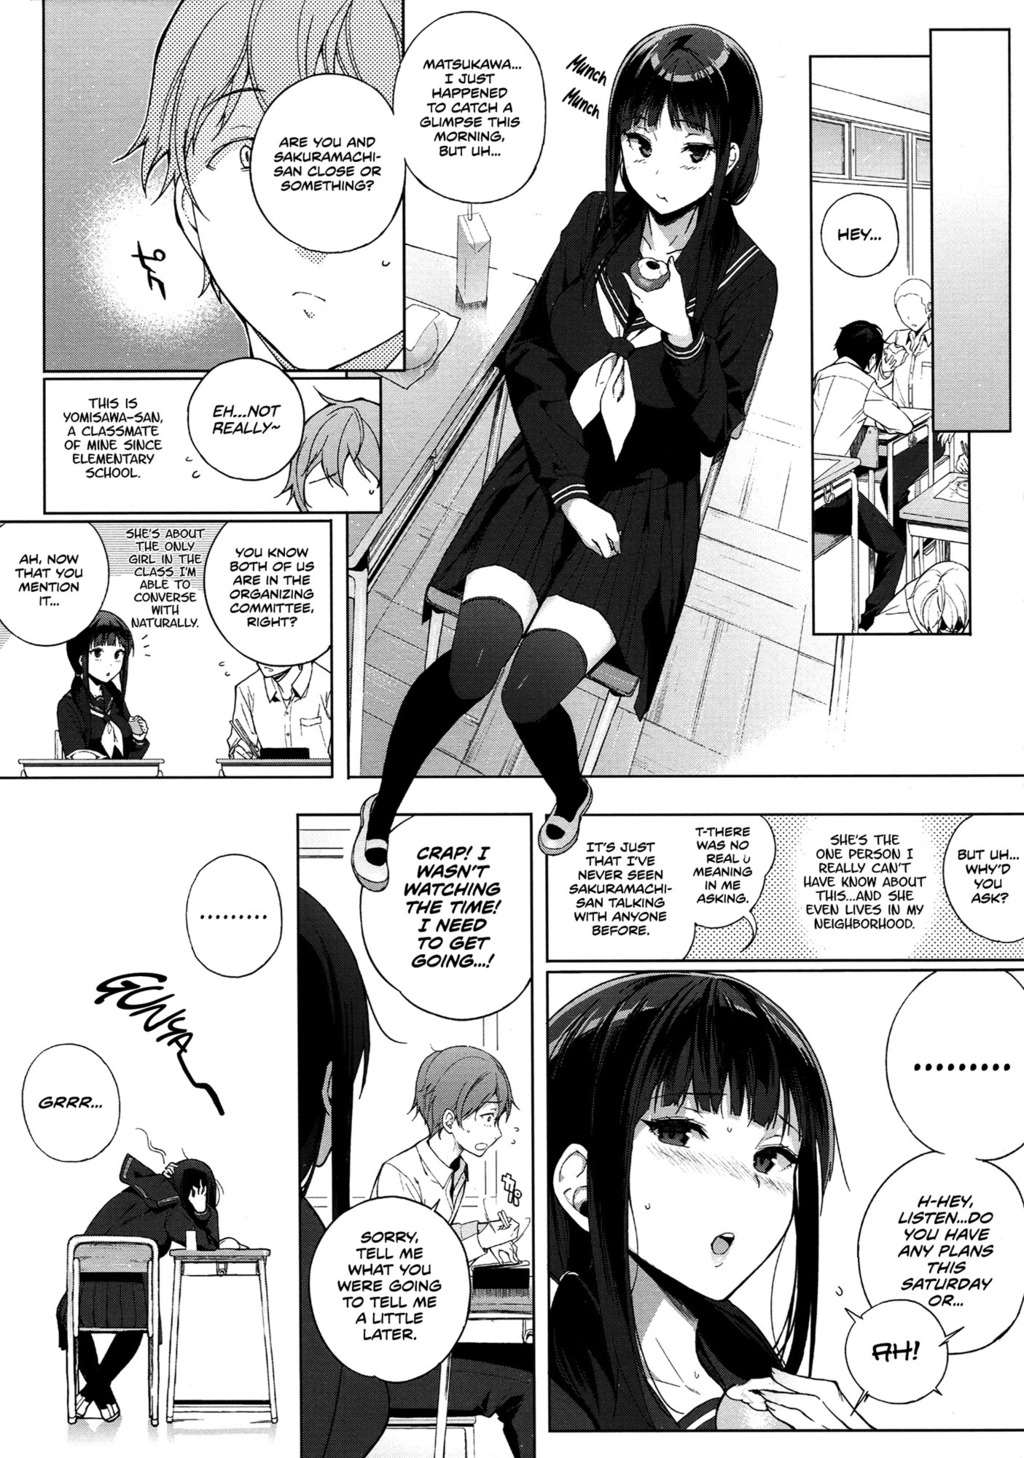 HEY...
MATSUKAWA...
I JUST
HAPPENED
TO CATCH A
GLIMPSE THIS
MORNING,
BUT UH...
Munch
Munch
ARE YOU AND
SAKURAMACHI-
SAN CLOSE OR
SOMETHING?
EH...NOT
REALLY~
THIS IS
YOMISAWA-SAN,
A CLASSMATE
OF MINE SINCE
ELEMENTARY
SCHOOL.
YOU KNOW
BOTH OF US
ARE IN THE
ORGANIZING
COMMITTEE,
RIGHT?
SHE'S ABOUT
THE ONLY
GIRL IN THE
CLASS I'M
ABLE TO
CONVERSE
WITH
NATURALLY.
AH, NOW
THAT YOU
MENTION
IT...
BUT UH...
WHY'D
YOU
ASK?
SHE'S THE
ONE PERSON I
REALLY CAN'T
HAVE KNOW ABOUT
THIS...AND SHE
EVEN LIVES IN MY
NEIGHBORHOOD.
T-THERE
WAS NO
REAL
MEANING
IN ME
ASKING.
IT'S JUST
THAT I'VE
NEVER SEEN
SAKURAMACHI-
SAN TALKING
WITH ANYONE
BEFORE.
..........
H-HEY,
LISTEN...DO
YOU HAVE
ANY PLANS
THIS
SATURDAY
OR...
AH!
CRAP! I
WASN'T
WATCHING
THE TIME!
I NEED
TO GET
GOING...!
SORRY,
TELL ME
WHAT YOU
WERE GOING
TO TELL ME
A LITTLE
LATER.
.........
GUNYA
GRRR...